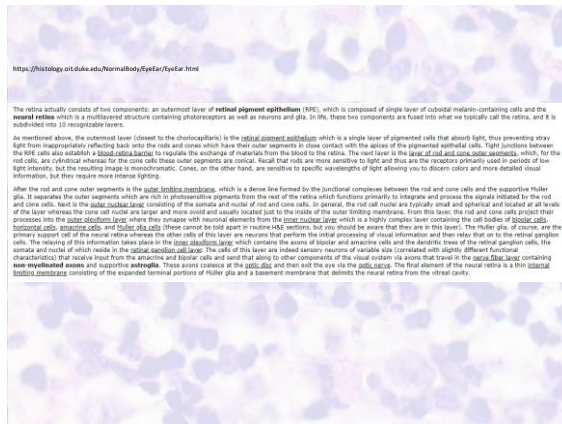 https://histology.oit.duke.edu/NormalBody/EyeEar/EyeEar.html
The retina actually consists of two components: an outermost layer of retinal pigment epithelium (RPE), which is composed of single layer of cuboidal melanin-containing cells and the
neural retina which is a multilayered structure containing photoreceptors as well as neurons and glia. In life, these two components are fused into what we typically call the retina, and it is
subdivided into 10 recognizable layers.
As mentioned above, the outermost layer (closest to the choriocapillaris) is the retinal pigment epithelium which is a single layer of pigmented cells that absorb light, thus preventing stray
light from inappropriately reflecting back onto the rods and cones which have their outer segments in close contact with the apices of the pigmented epithelial cells. Tight junctions between
the RPE cells also establish a blood-retina barrier to regulate the exchange of materials from the blood to the retina. The next layer is the layer of rod and cone outer segments, which, for the
rod cells, are cylindrical whereas for the cone cells these outer segments are conical. Recall that rods are more sensitive to light and thus are the receptors primarily used in periods of low
light intensity, but the resulting image is monochromatic. Cones, on the other hand, are sensitive to specific wavelengths of light allowing you to discern colors and more detailed visual
information, but they require more intense lighting.
After the rod and cone outer segments is the outer limiting membrane, which is a dense line formed by the junctional complexes between the rod and cone cells and the supportive Muller
glia. It separates the outer segments which are rich in photosensitive pigments from the rest of the retina which functions primarily to integrate and process the signals initiated by the rod
and cone cells. Next is the outer nuclear layer consisting of the somata and nuclei of rod and cone cells. In general, the rod cell nuclei are typically small and spherical and located at all levels
of the layer whereas the cone cell nuclei are larger and more ovoid and usually located just to the inside of the outer limiting membrane. From this layer, the rod and cone cells project their
processes into the outer plexiform layer where they synapse with neuronal elements from the inner nuclear layer which is a highly complex layer containing the cell bodies of bipolar cells,
horizontal cells, amacrine cells, and Muller glia cells (these cannot be told apart in routine H&E sections, but you should be aware that they are in this layer). The Muller glia, of course, are the
primary support cell of the neural retina whereas the other cells of this layer are neurons that perform the initial processing of visual information and then relay that on to the retinal ganglion
cells. The relaying of this information takes place in the inner plexiform layer which contains the axons of bipolar and amacrine cells and the dendritic trees of the retinal ganglion cells, the
somata and nuclei of which reside in the retinal ganglion cell layer. The cells of this layer are indeed sensory neurons of variable size (correlated with slightly different functional
characteristics) that receive input from the amacrine and bipolar cells and send that along to other components of the visual system via axons that travel in the nerve fiber layer containing
non-myelinated axons and supportive astroglia. These axons coalesce at the optic disc and then exit the eye via the optic nerve. The final element of the neural retina is a thin internal
limiting membrane consisting of the expanded terminal portions of Müller glia and a basement membrane that delimits the neural retina from the vitreal cavity.